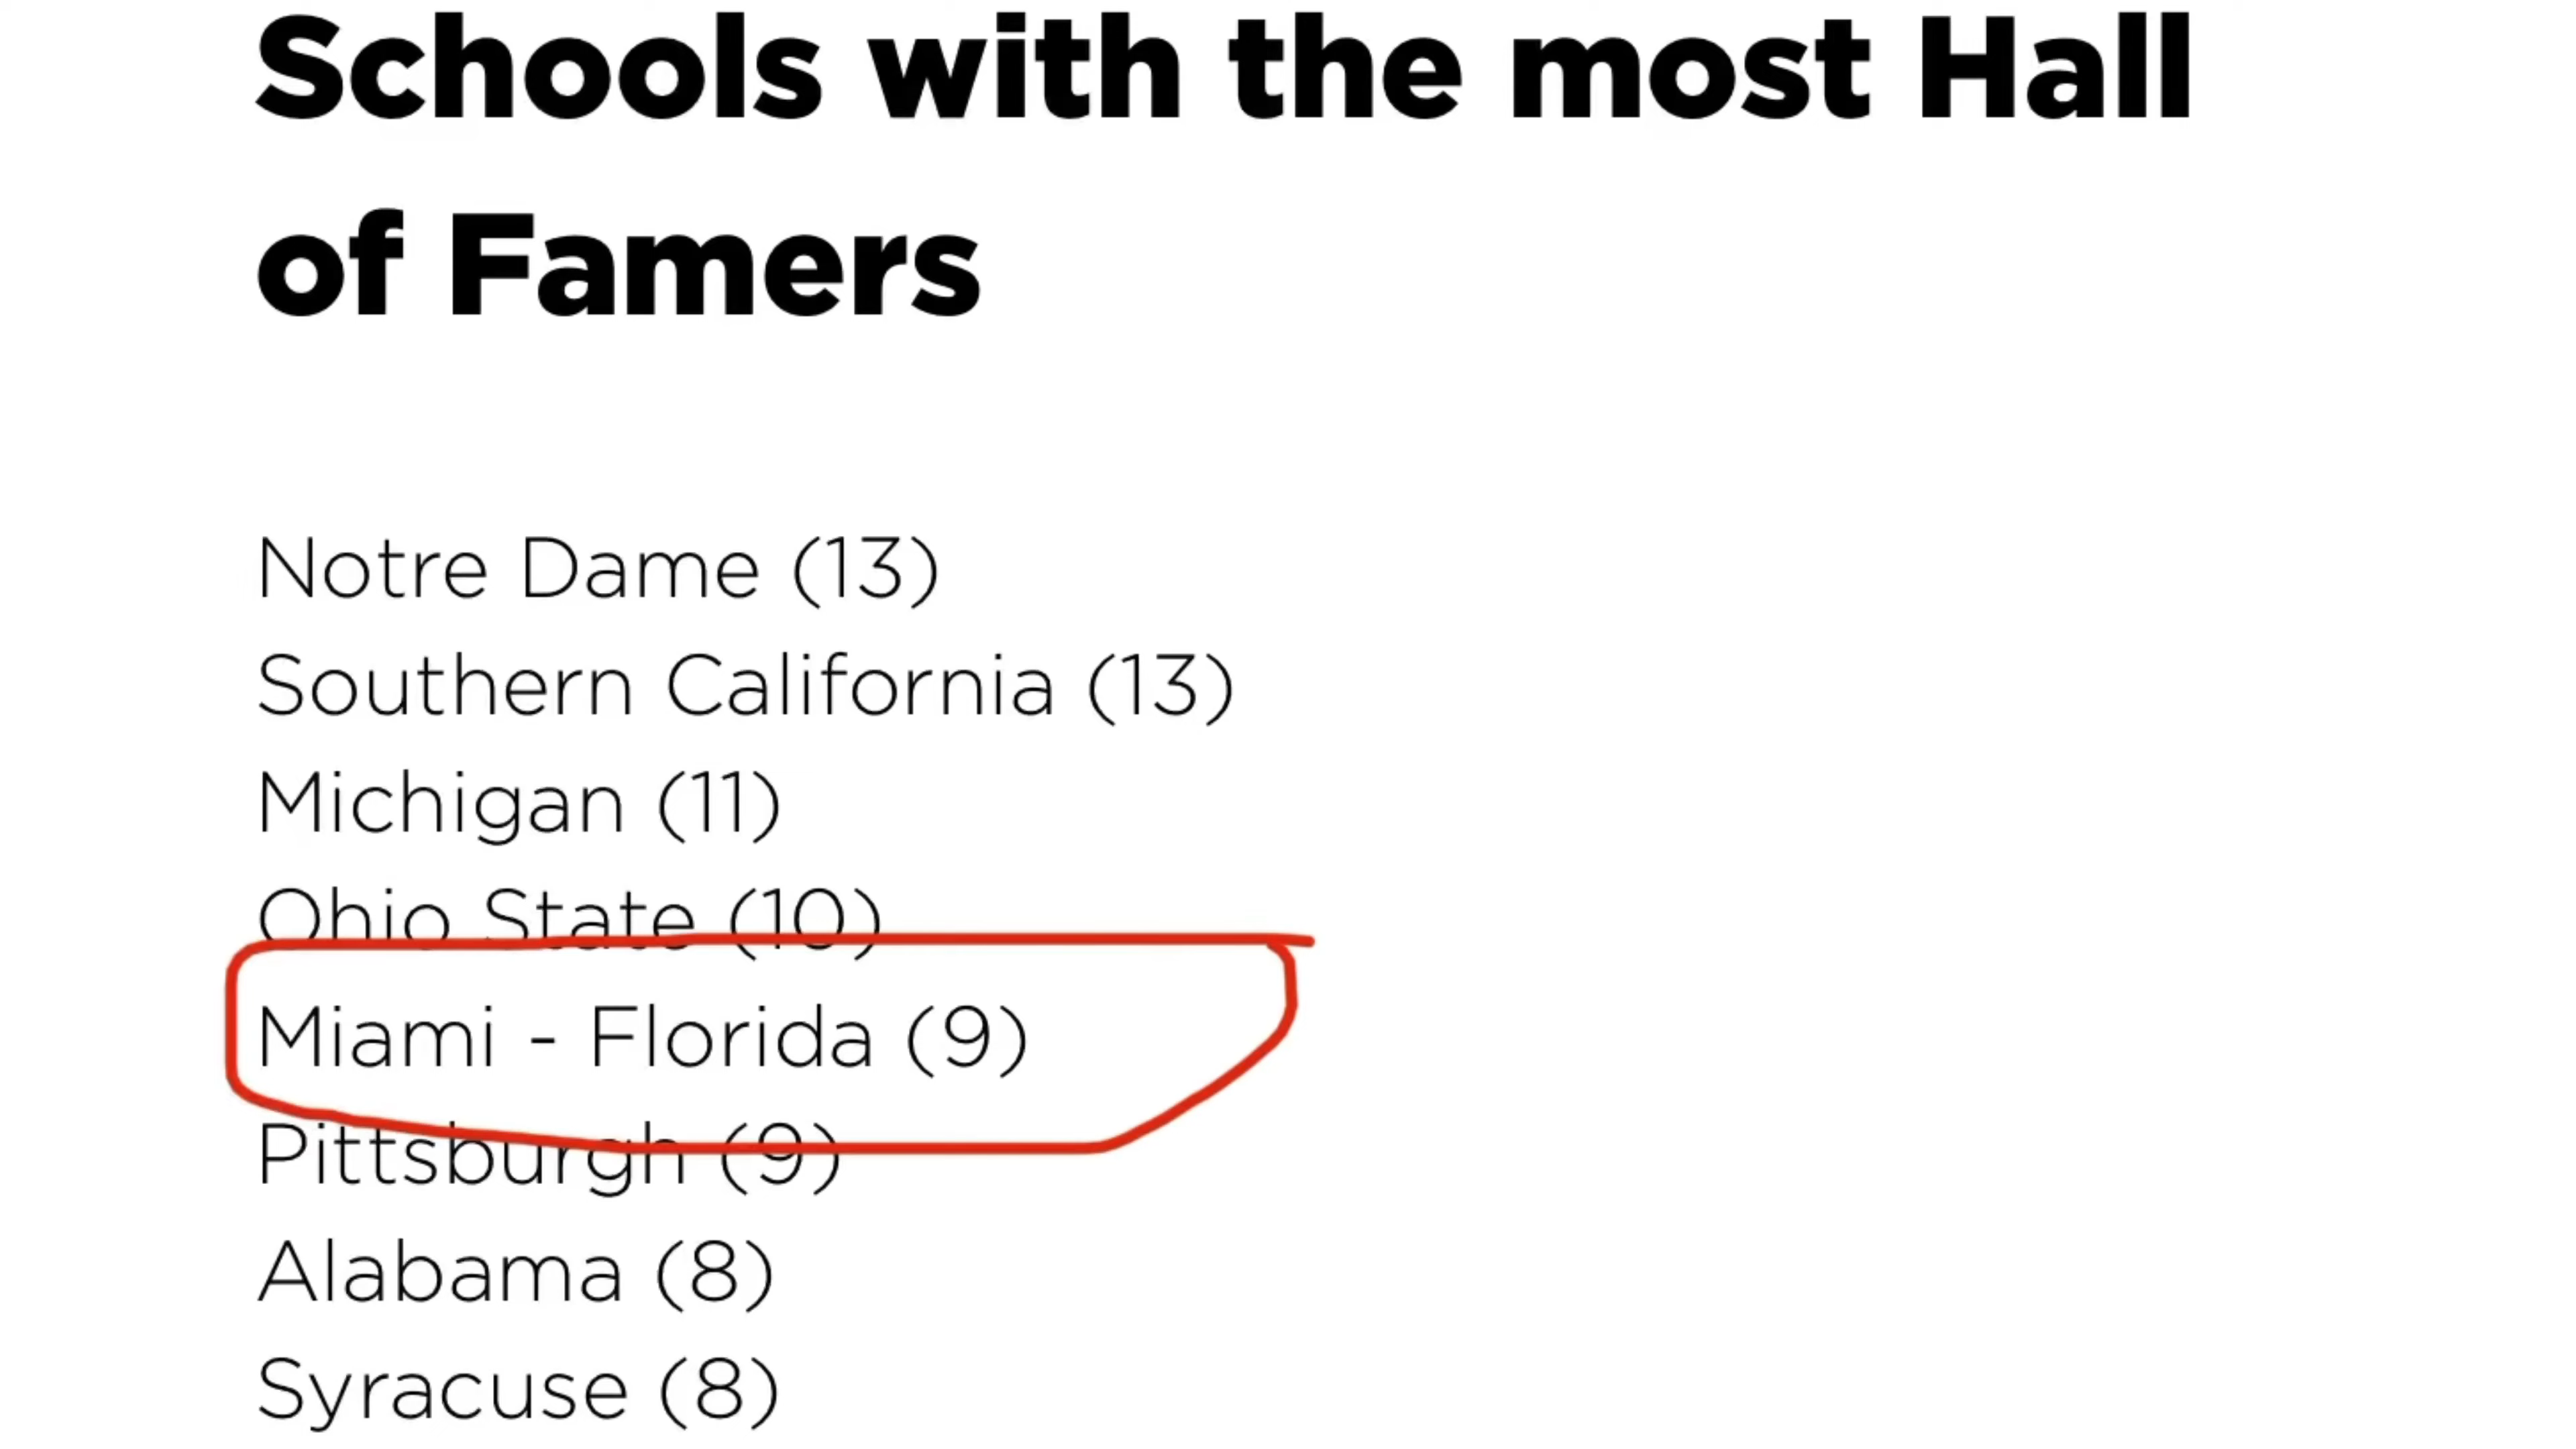 Schools with the most Hall
of Famers
Notre Dame (13)
Southern California (13)
Michigan (11)
Ohio State (10)
Miami - Florida (9)
Pittsburgh (9)
Alabama (8)
Syracuse (8)